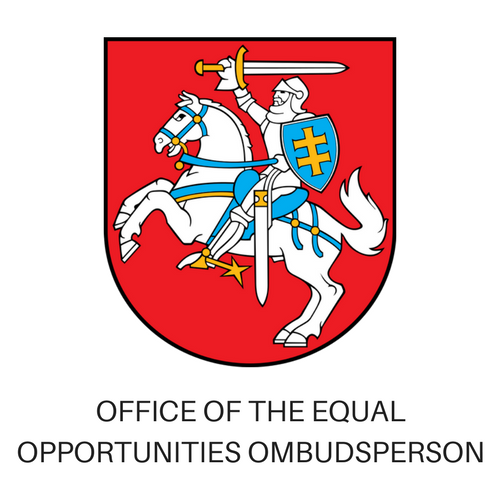 OFFICE OF THE EQUAL
OPPORTUNITIES OMBUDSPERSON